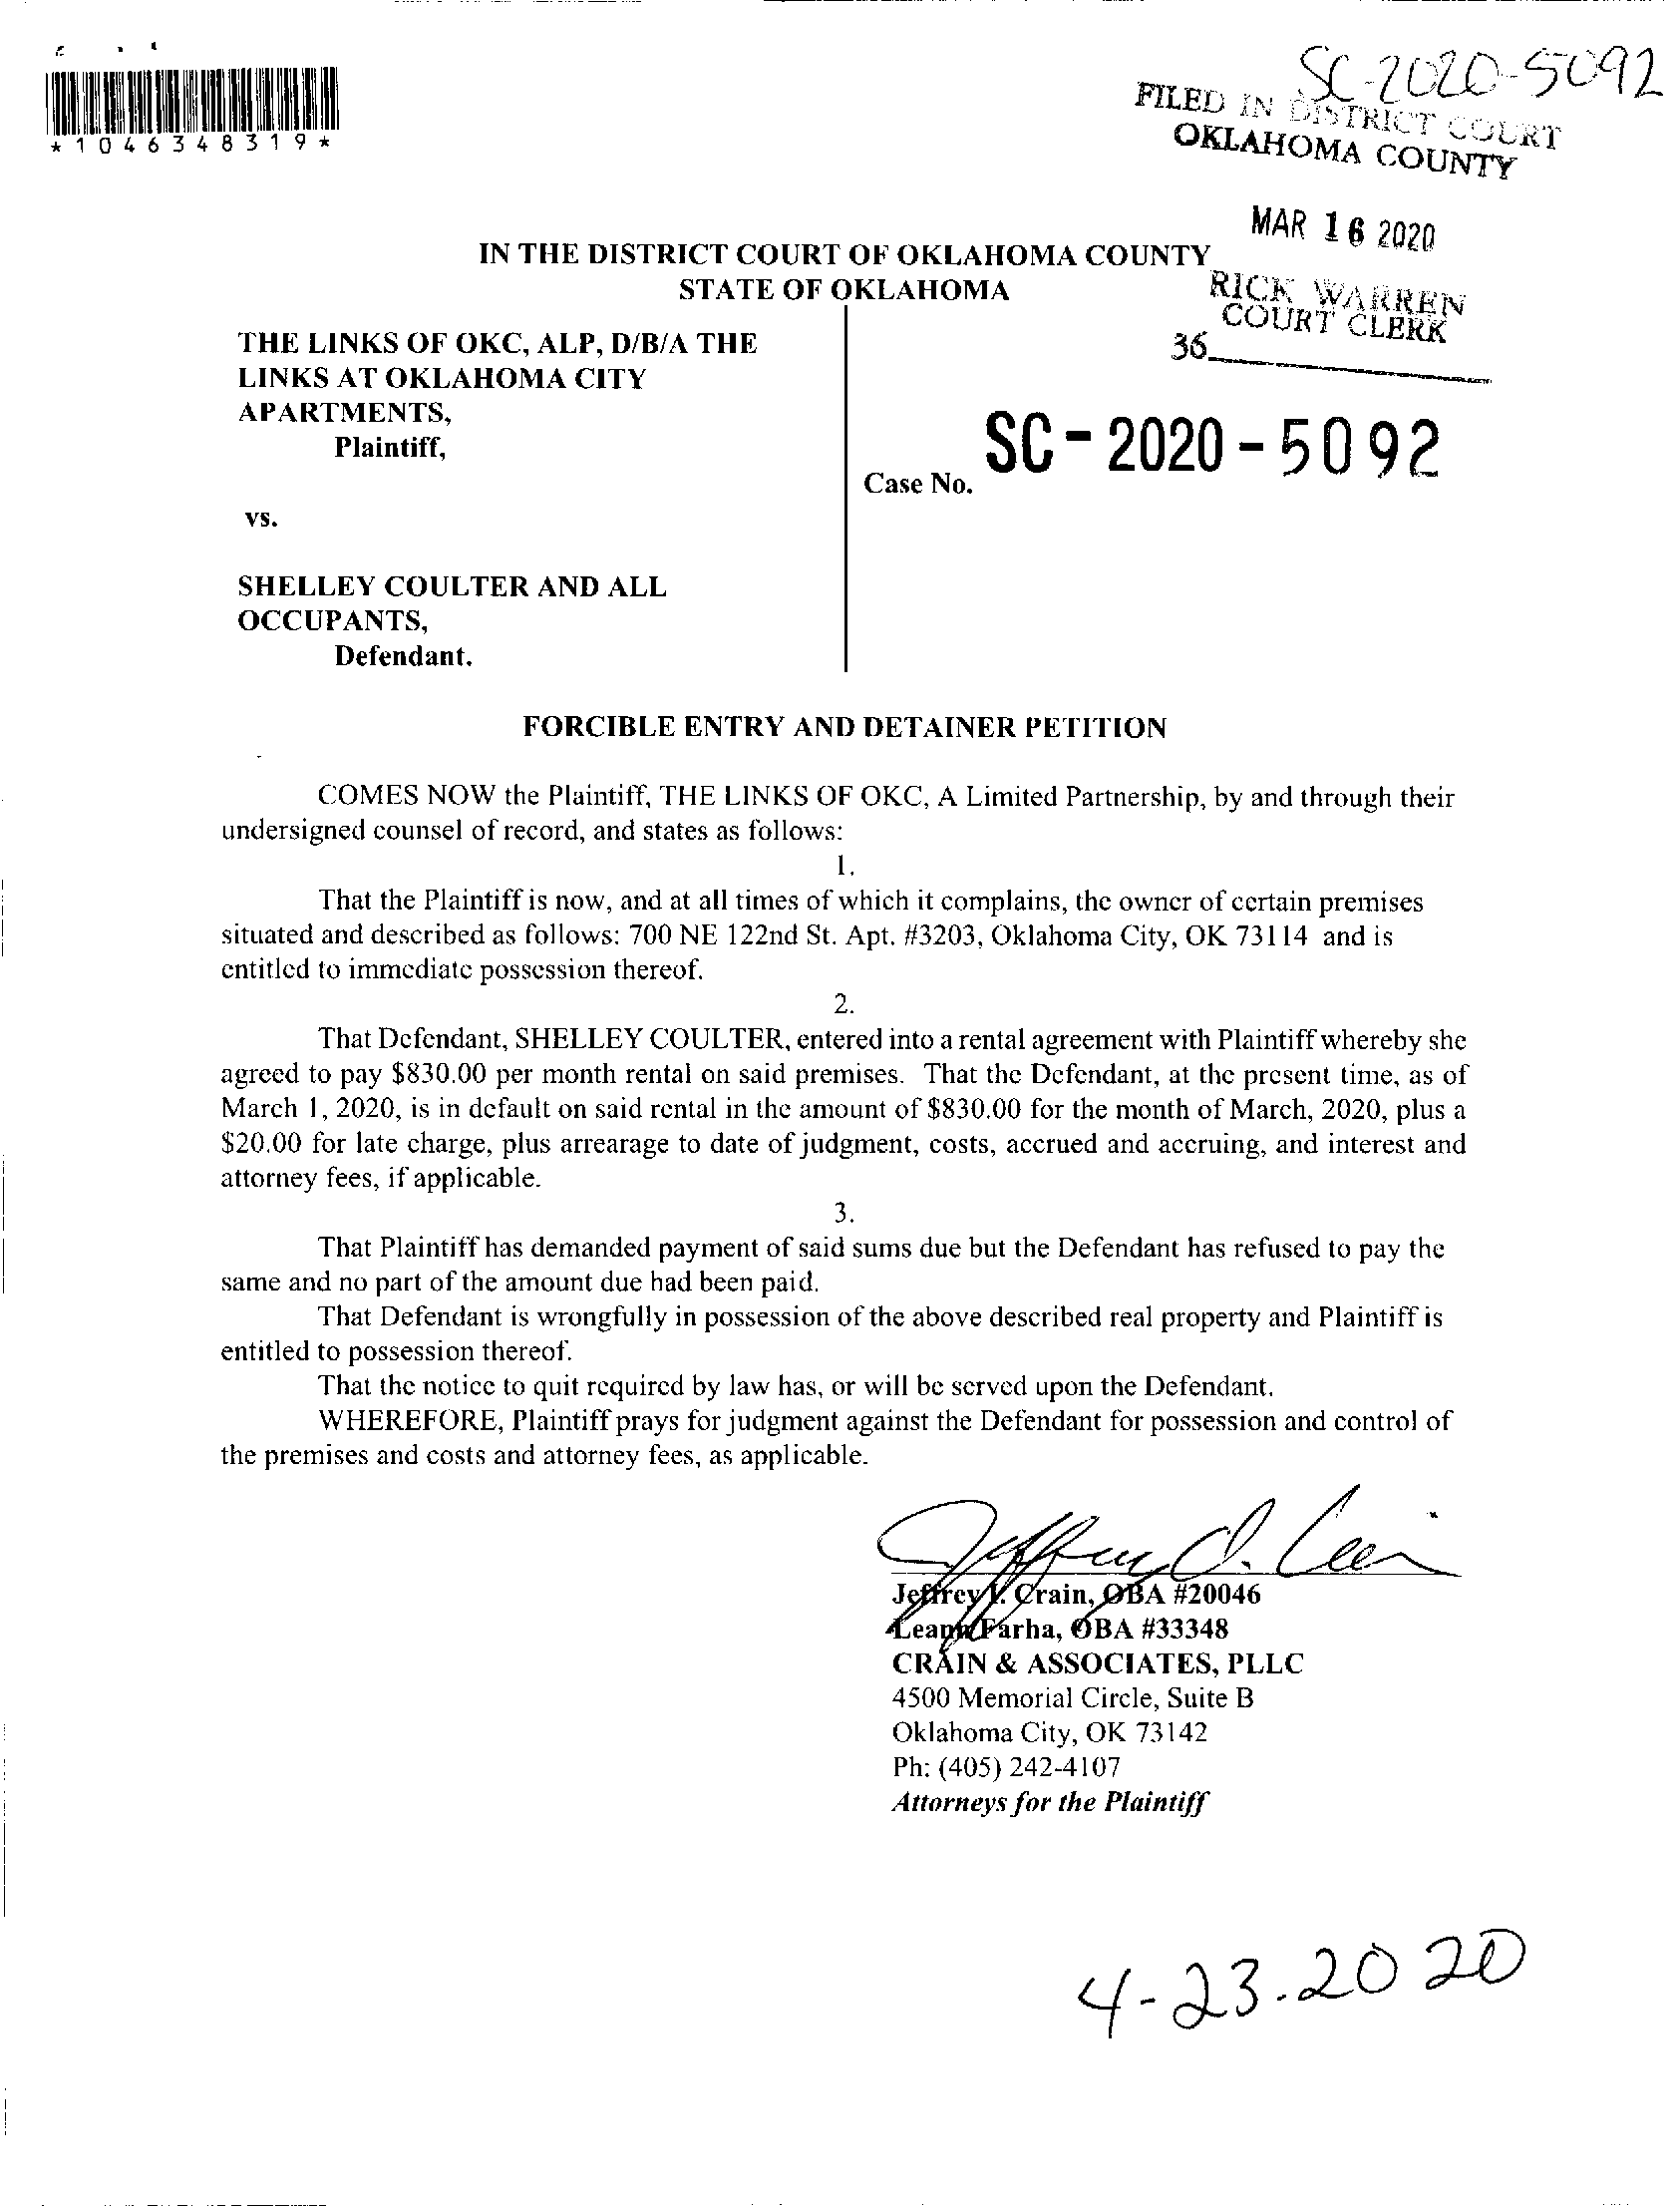 SC-2020-5092
*1046348319*
FILED IN DISTRICT COURT
OKLAHOMA COUNTY
MAR 16 2020
RICK WARREN
COURT CLERK
36
IN THE DISTRICT COURT OF OKLAHOMA COUNTY
STATE OF OKLAHOMA
THE LINKS OF OKC, ALP, D/B/A THE
LINKS AT OKLAHOMA CITY
APARTMENTS,
Plaintiff,
Case No. SC-2020-5092
vs.
SHELLEY COULTER AND ALL
OCCUPANTS,
Defendant.
FORCIBLE ENTRY AND DETAINER PETITION
COMES NOW the Plaintiff, THE LINKS OF OKC, A Limited Partnership, by and through their
undersigned counsel of record, and states as follows:
1.
That the Plaintiff is now, and at all times of which it complains, the owner of certain premises
situated and described as follows: 700 NE 122nd St. Apt. #3203, Oklahoma City, OK 73114 and is
entitled to immediate possession thereof.
2.
That Defendant, SHELLEY COULTER, entered into a rental agreement with Plaintiff whereby she
agreed to pay $830.00 per month rental on said premises. That the Defendant, at the present time, as of
March 1, 2020, is in default on said rental in the amount of $830.00 for the month of March, 2020, plus a
$20.00 for late charge, plus arrearage to date of judgment, costs, accrued and accruing, and interest and
attorney fees, if applicable.
3.
That Plaintiff has demanded payment of said sums due but the Defendant has refused to pay the
same and no part of the amount due had been paid.
That Defendant is wrongfully in possession of the above described real property and Plaintiff is
entitled to possession thereof.
That the notice to quit required by law has, or will be served upon the Defendant.
WHEREFORE, Plaintiff prays for judgment against the Defendant for possession and control of
the premises and costs and attorney fees, as applicable.
Jeffrey Crain, OBA #20046
Leann Farha, OBA #33348
CRAIN & ASSOCIATES, PLLC
4500 Memorial Circle, Suite B
Oklahoma City, OK 73142
Ph: (405) 242-4107
Attorneys for the Plaintiff
4-23.2020